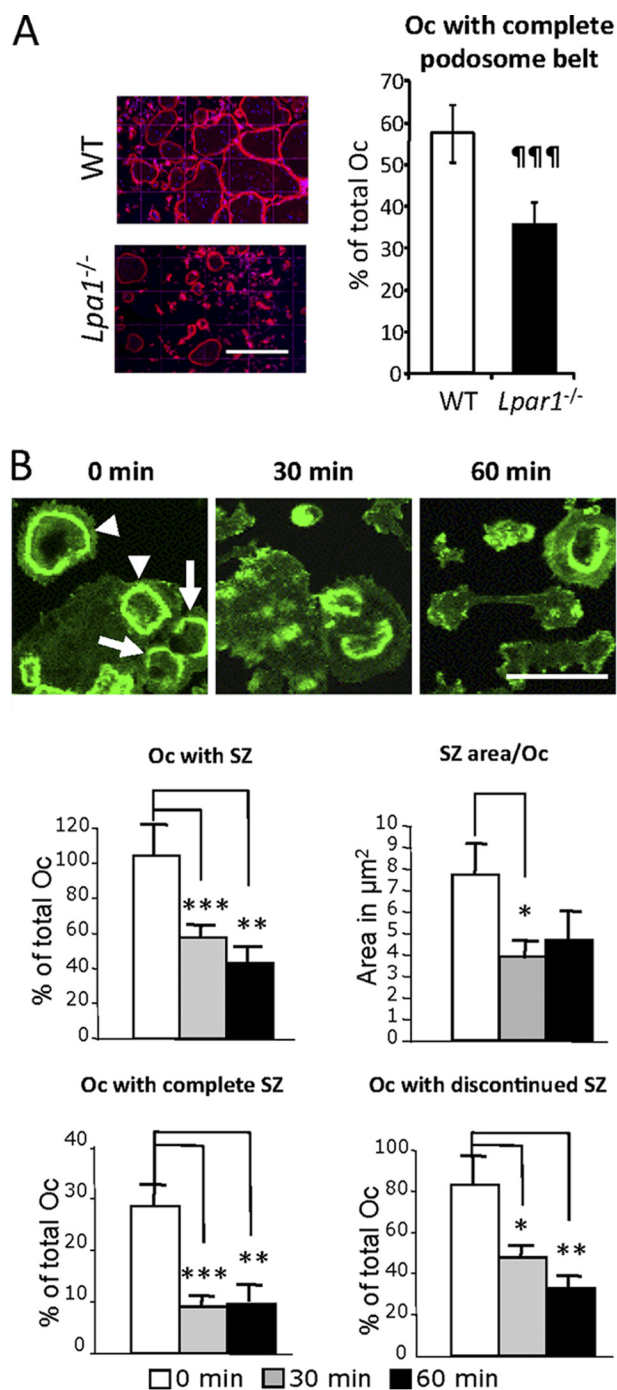 A
Oc with complete
podosome belt
WT
Lpa1-/-
% of total Oc
70
60
50
40
30
20
10
0
¶¶¶
WT Lpar1-/-
B
0 min 30 min 60 min
Oc with SZ
% of total Oc
120
100
80
60
40
20
0
*** **
SZ area/Oc
Area in µm²
10
9
8
7
6
5
4
3
2
1
0
*
Oc with complete SZ
% of total Oc
40
30
20
10
0
*** **
Oc with discontinued SZ
% of total Oc
100
80
60
40
20
0
* **
0 min 30 min 60 min